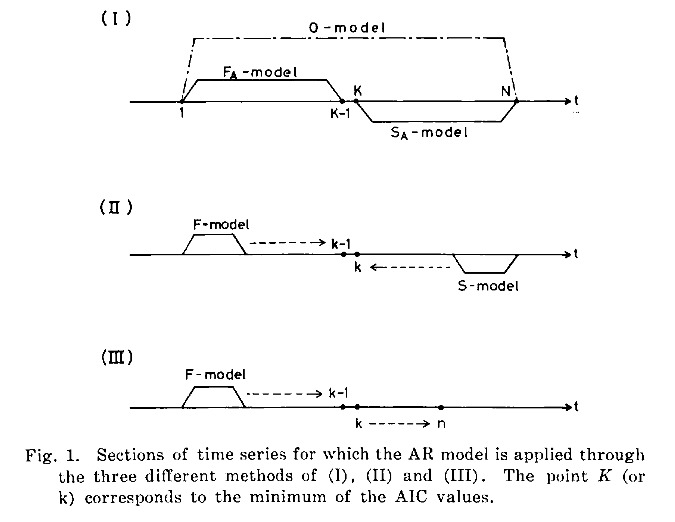 (I)
O-model
FA-model
K
N
t
1
K-1
SA-model
(II)
F-model
k-1
t
k
S-model
(III)
F-model
k-1
t
k
n
Fig. 1. Sections of time series for which the AR model is applied through
the three different methods of (I), (II) and (III). The point K (or
k) corresponds to the minimum of the AIC values.